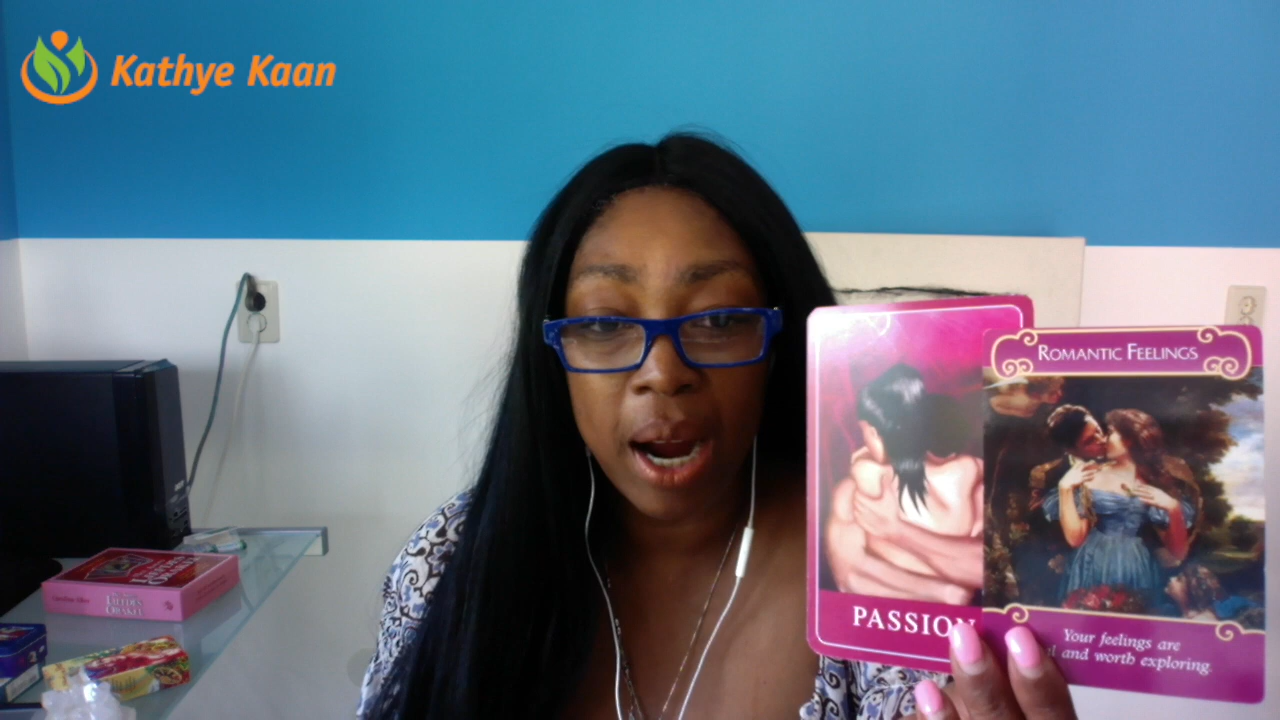 Kathye Kaan
PASSION
ROMANTIC FEELINGS
Your feelings are
and worth exploring.